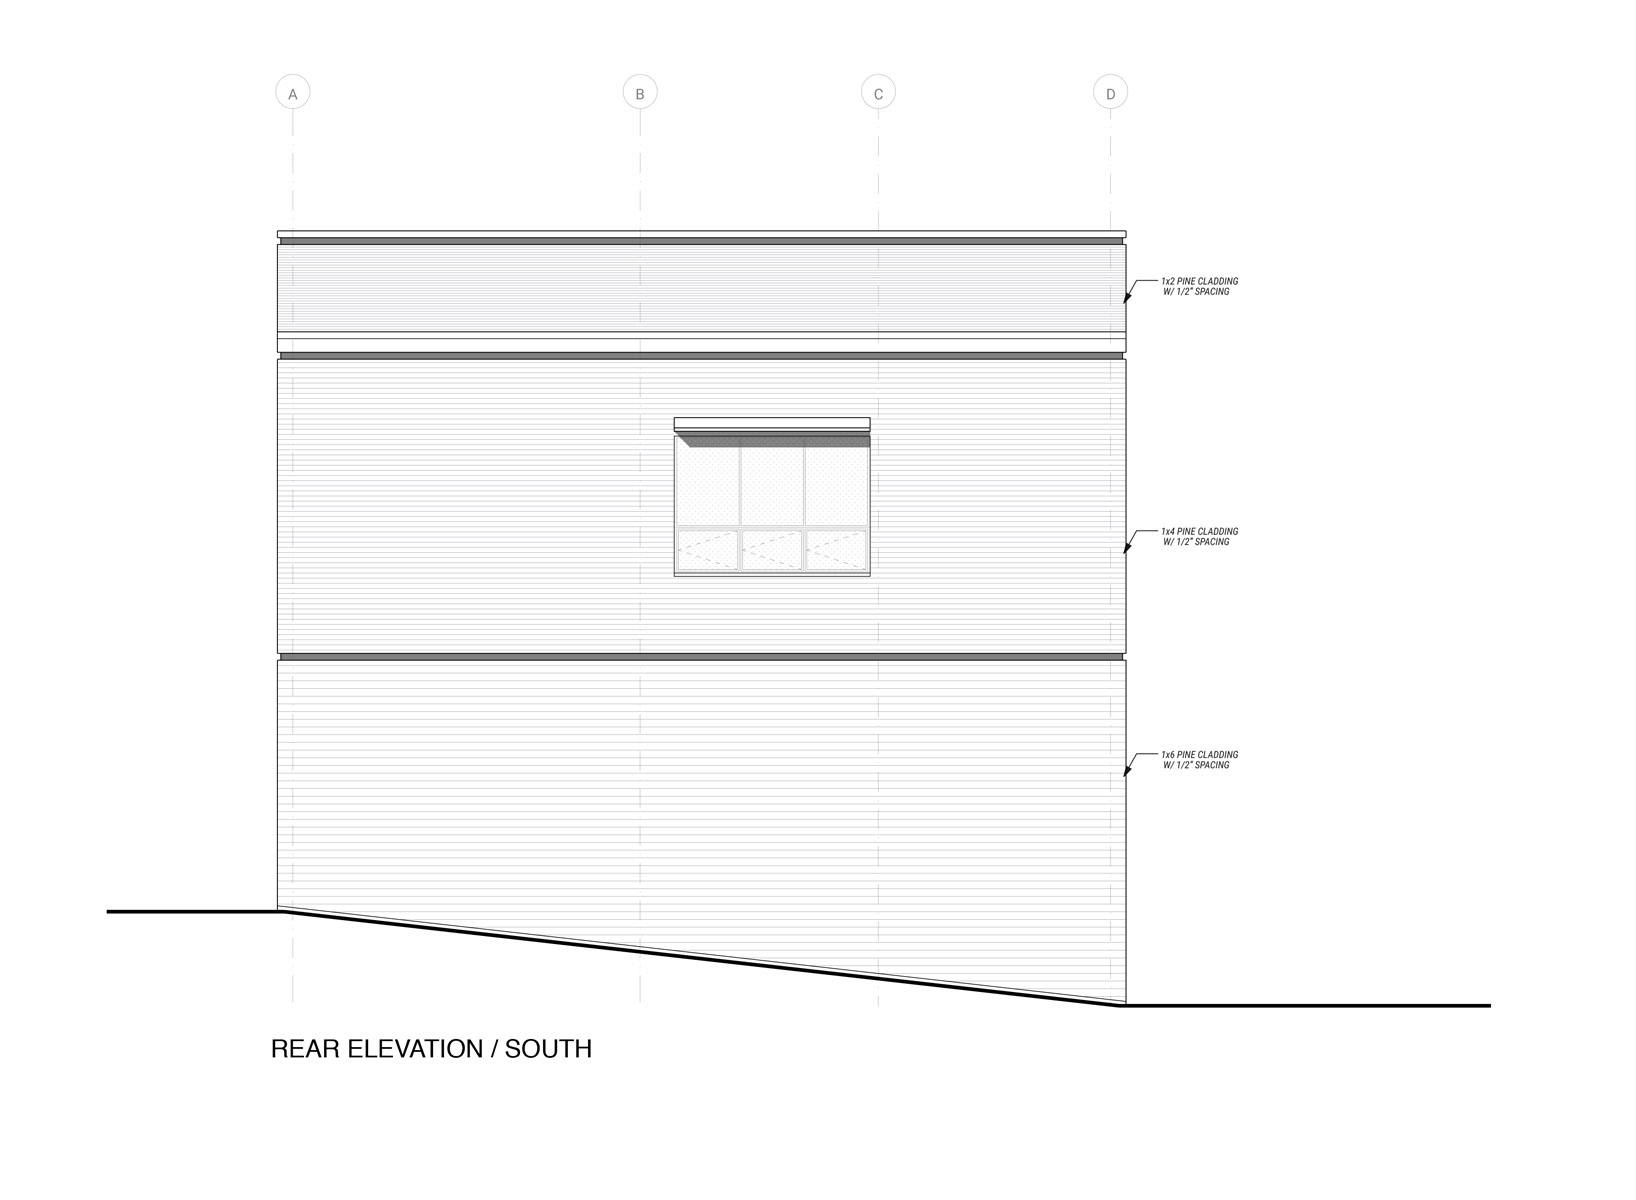 A B C D
1x2 PINE CLADDING
W/ 1/2" SPACING
1x4 PINE CLADDING
W/ 1/2" SPACING
1x6 PINE CLADDING
W/ 1/2" SPACING
REAR ELEVATION / SOUTH